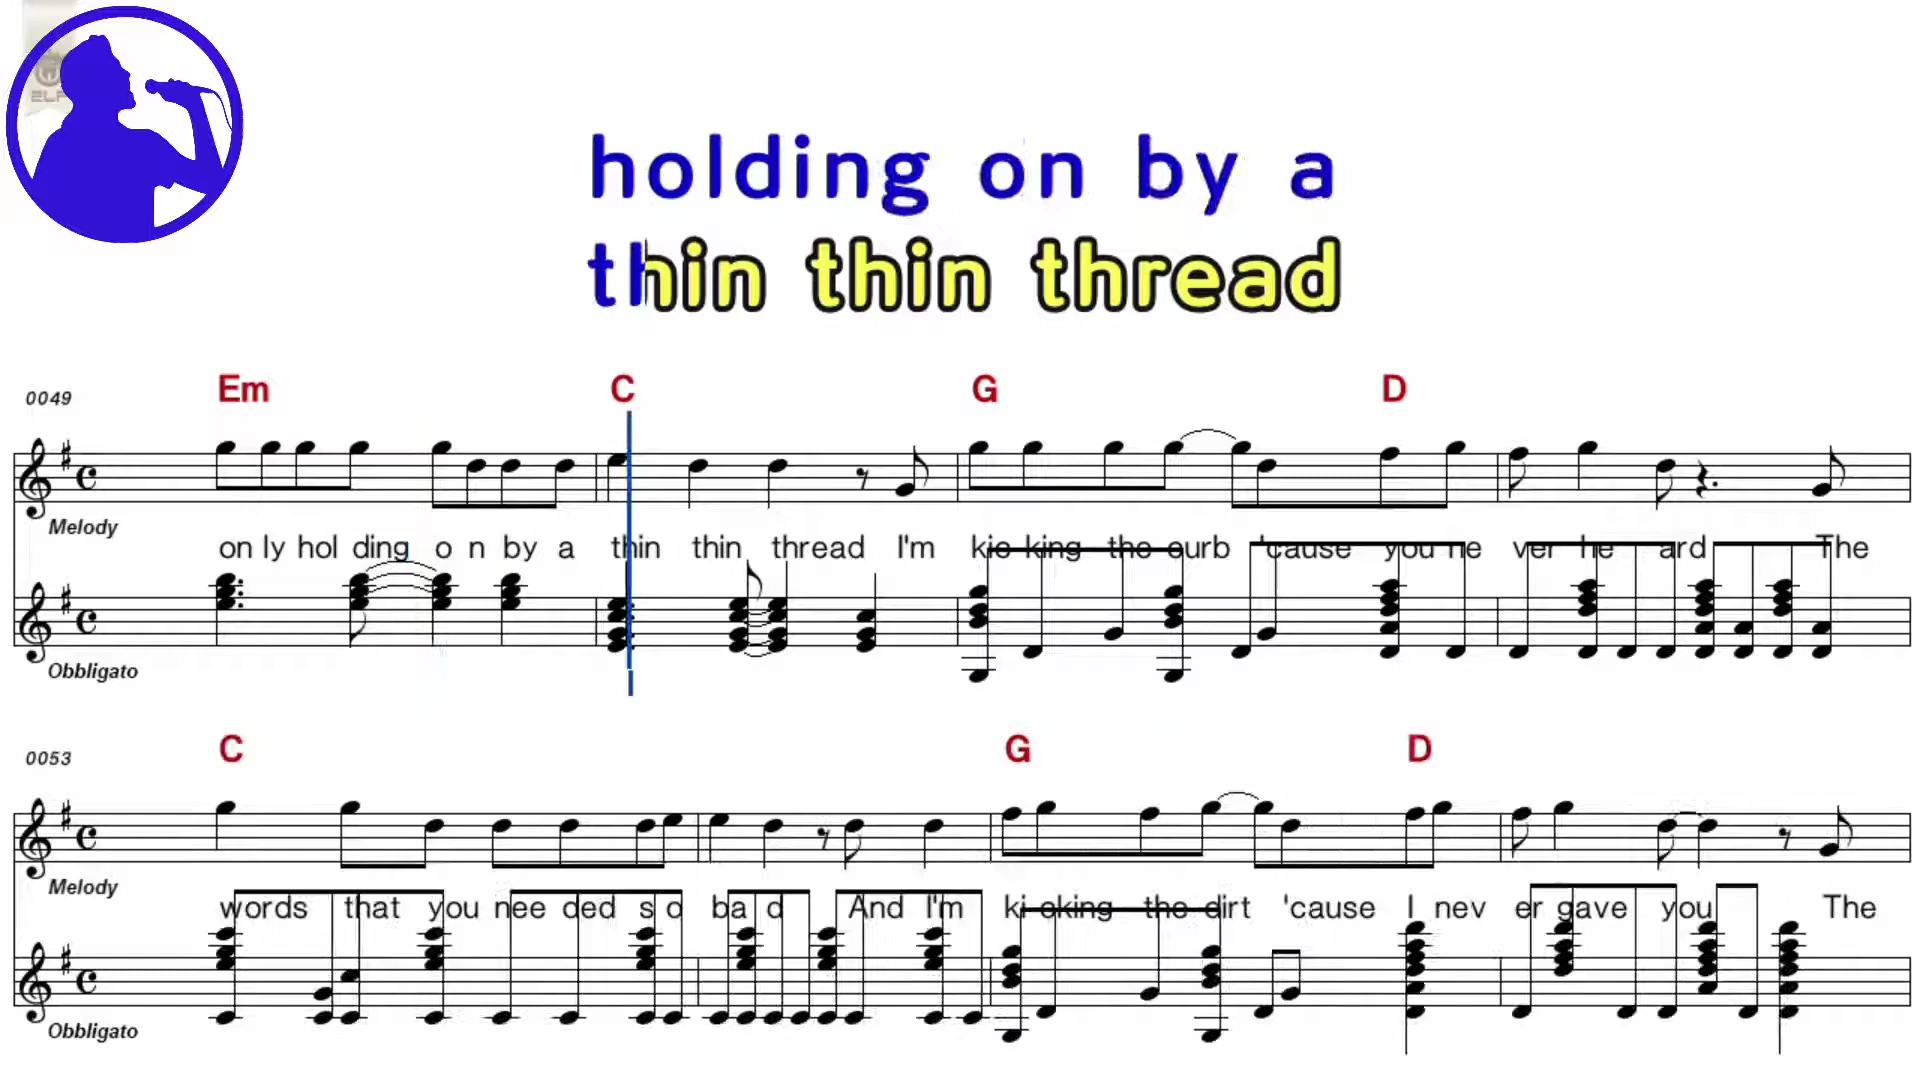 ELF
holding on by a
thin thin thread
Em C G D
0049
Melody
on ly hol ding o n by a thin thin thread I'm kic king the curb 'cause you ne ver he ard The
Obbligato
C G D
0053
Melody
words that you nee ded s o ba d And I'm ki cking the dirt 'cause I nev er gave you The
Obbligato